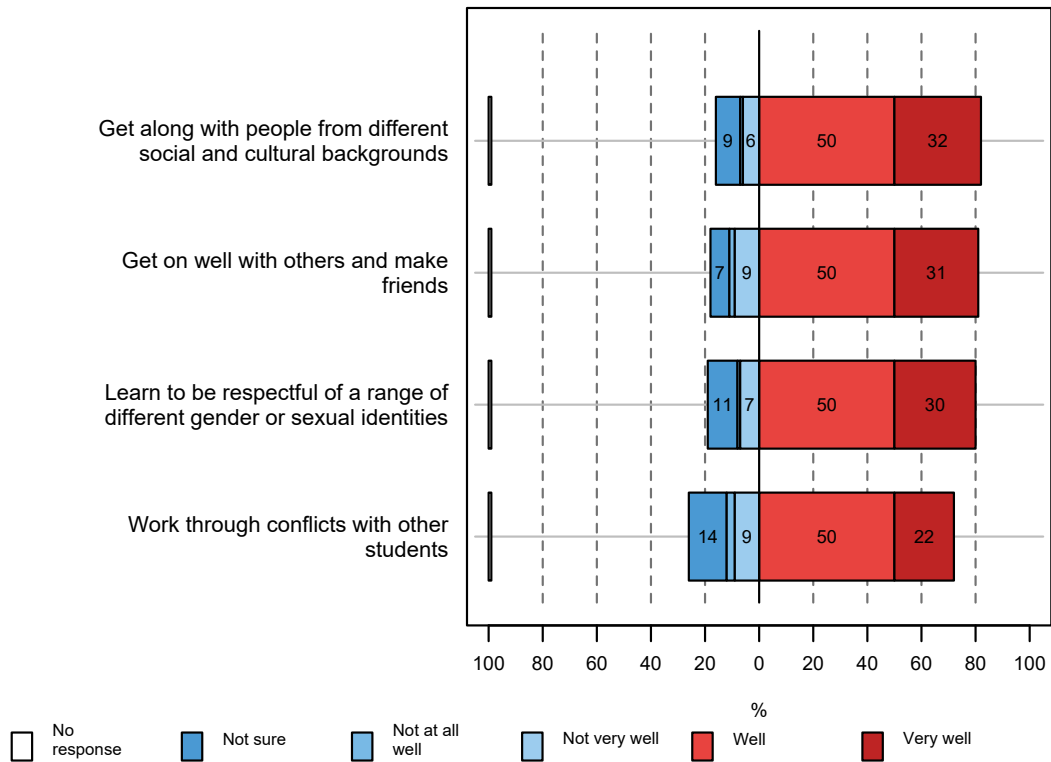 Get along with people from different
social and cultural backgrounds
9 6 50 32
Get on well with others and make
friends
7 9 50 31
Learn to be respectful of a range of
different gender or sexual identities
11 7 50 30
Work through conflicts with other
students
14 9 50 22
100 80 60 40 20 0 20 40 60 80 100
%
No
response
Not sure
Not at all
well
Not very well
Well
Very well